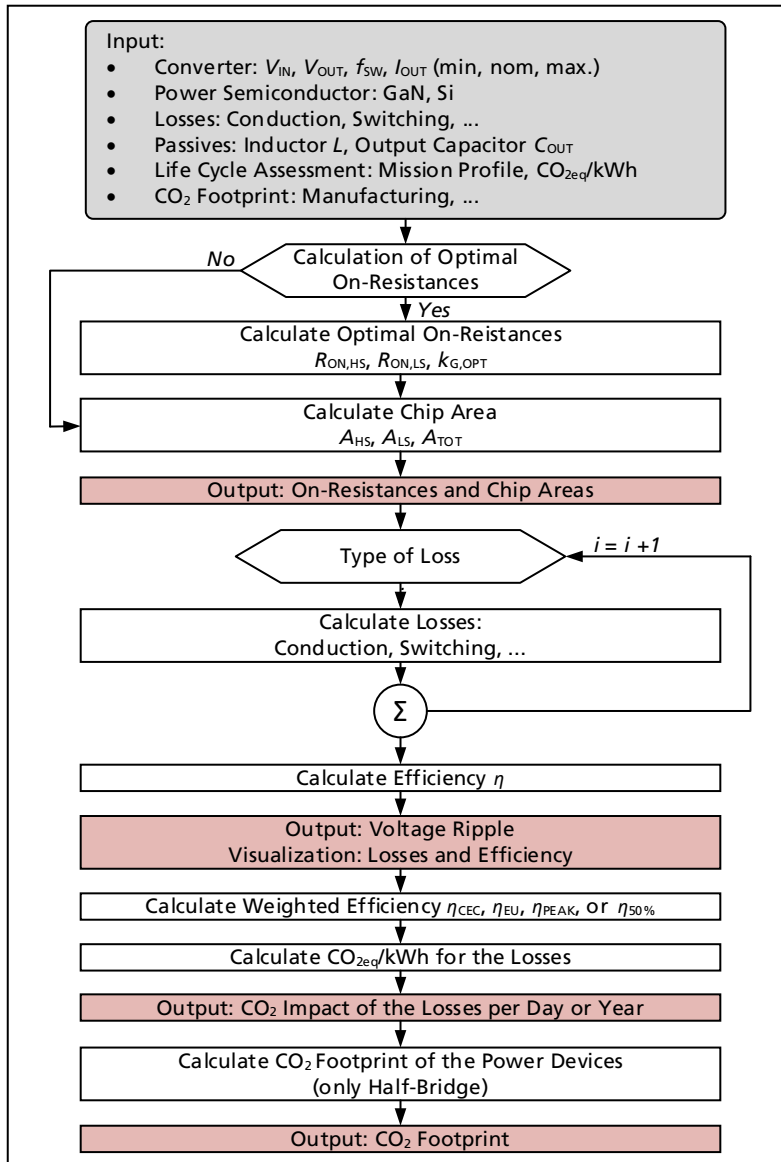 Input:
• Converter: VIN, VOUT, fSW, IOUT (min, nom, max.)
• Power Semiconductor: GaN, Si
• Losses: Conduction, Switching, ...
• Passives: Inductor L, Output Capacitor COUT
• Life Cycle Assessment: Mission Profile, CO2eq/kWh
• CO2 Footprint: Manufacturing, ...
No
Calculation of Optimal
On-Resistances
Yes
Calculate Optimal On-Reistances
RON,HS, RON,LS, kG,OPT
Calculate Chip Area
AHS, ALS, ATOT
Output: On-Resistances and Chip Areas
Type of Loss
i = i +1
Calculate Losses:
Conduction, Switching, ...
Σ
Calculate Efficiency η
Output: Voltage Ripple
Visualization: Losses and Efficiency
Calculate Weighted Efficiency ηCEC, ηEU, ηPEAK, or η50%
Calculate CO2eq/kWh for the Losses
Output: CO2 Impact of the Losses per Day or Year
Calculate CO2 Footprint of the Power Devices
(only Half-Bridge)
Output: CO2 Footprint